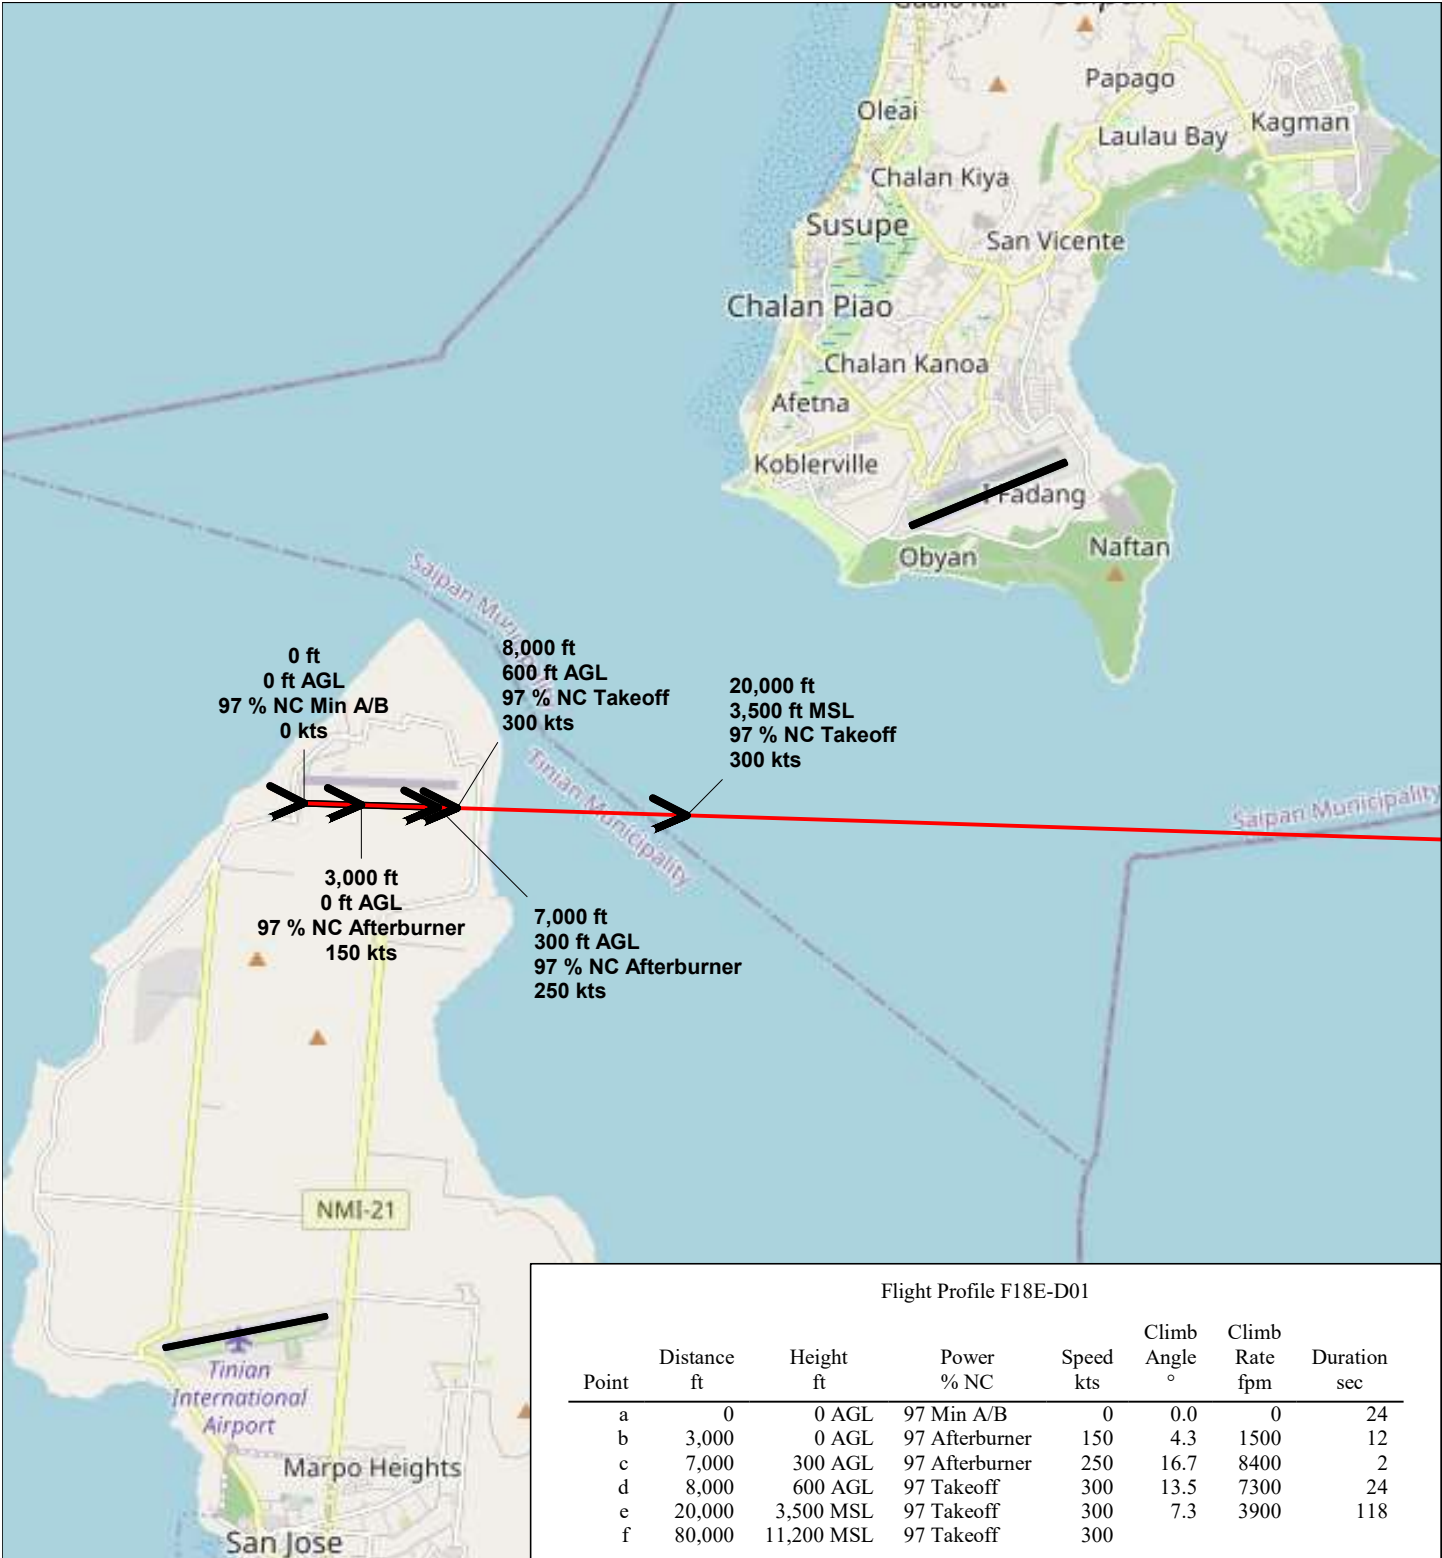 Papago
Oleai
Kagman
Laulau Bay
Chalan Kiya
Susupe
San Vicente
Chalan Piao
Chalan Kanoa
Afetna
Koblerville
I Fadang
Obyan
Naftan
Saipan Municipality
0 ft
0 ft AGL
97 % NC Min A/B
0 kts
8,000 ft
600 ft AGL
97 % NC Takeoff
300 kts
20,000 ft
3,500 ft MSL
97 % NC Takeoff
300 kts
Tinian Municipality
Saipan Municipality
3,000 ft
0 ft AGL
97 % NC Afterburner
150 kts
7,000 ft
300 ft AGL
97 % NC Afterburner
250 kts
NMI-21
Tinian
International
Airport
Marpo Heights
San Jose
Flight Profile F18E-D01
Climb Climb
Distance Height Power Speed Angle Rate Duration
Point ft ft % NC kts ° fpm sec
a 0 0 AGL 97 Min A/B 0 0.0 0 24
b 3,000 0 AGL 97 Afterburner 150 4.3 1500 12
c 7,000 300 AGL 97 Afterburner 250 16.7 8400 2
d 8,000 600 AGL 97 Takeoff 300 13.5 7300 24
e 20,000 3,500 MSL 97 Takeoff 300 7.3 3900 118
f 80,000 11,200 MSL 97 Takeoff 300